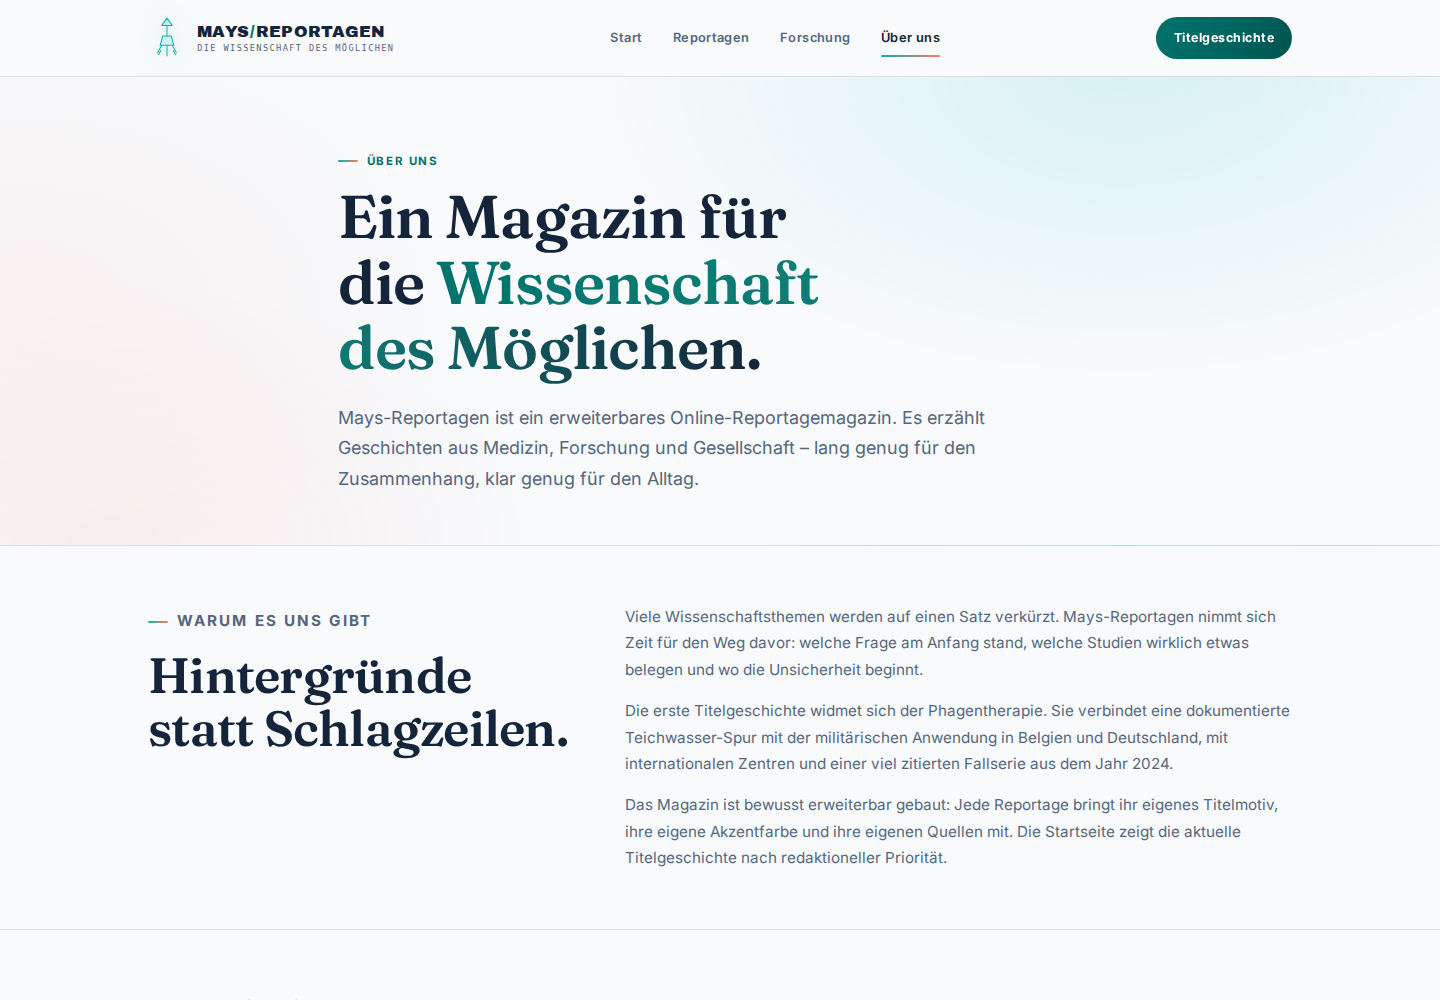 MAYS/REPORTAGEN
DIE WISSENSCHAFT DES MÖGLICHEN
Start
Reportagen
Forschung
Über uns
Titelgeschichte
ÜBER UNS
Ein Magazin für
die Wissenschaft
des Möglichen.
Mays-Reportagen ist ein erweiterbares Online-Reportagemagazin. Es erzählt
Geschichten aus Medizin, Forschung und Gesellschaft – lang genug für den
Zusammenhang, klar genug für den Alltag.
WARUM ES UNS GIBT
Hintergründe
statt Schlagzeilen.
Viele Wissenschaftsthemen werden auf einen Satz verkürzt. Mays-Reportagen nimmt sich
Zeit für den Weg davor: welche Frage am Anfang stand, welche Studien wirklich etwas
belegen und wo die Unsicherheit beginnt.
Die erste Titelgeschichte widmet sich der Phagentherapie. Sie verbindet eine dokumentierte
Teichwasser-Spur mit der militärischen Anwendung in Belgien und Deutschland, mit
internationalen Zentren und einer viel zitierten Fallserie aus dem Jahr 2024.
Das Magazin ist bewusst erweiterbar gebaut: Jede Reportage bringt ihr eigenes Titelmotiv,
ihre eigene Akzentfarbe und ihre eigenen Quellen mit. Die Startseite zeigt die aktuelle
Titelgeschichte nach redaktioneller Priorität.